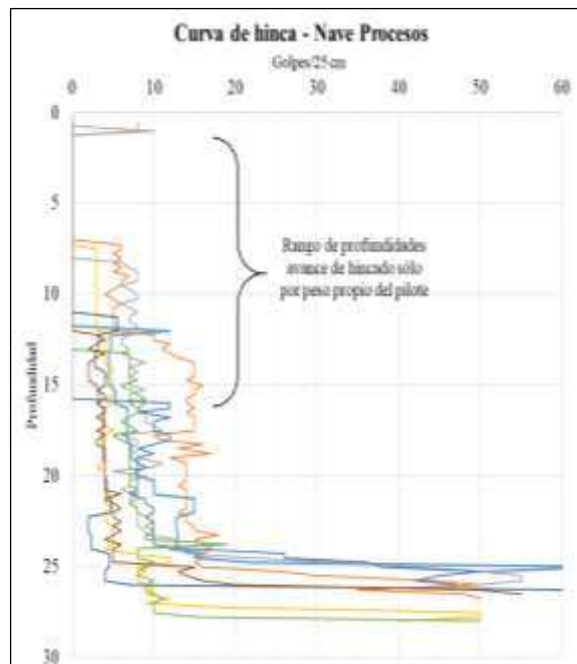 Curva de hinca - Nave Procesos
Golpes/25 cm
0 10 20 30 40 50 60
0
5
10
15
20
25
30
Profundidad
Rango de profundidades
avance de hincado sólo
por peso propio del pilote